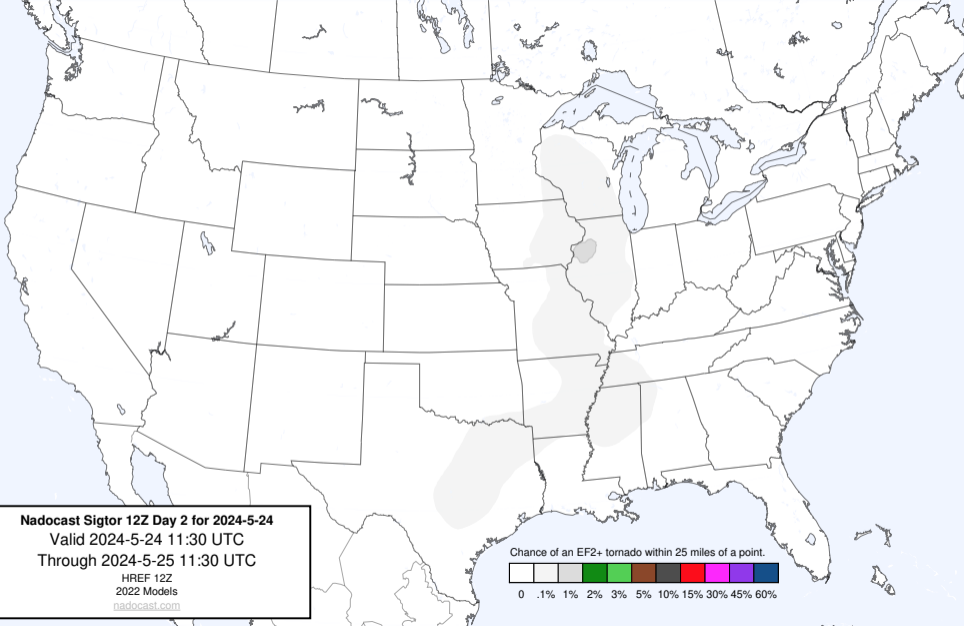 Nadocast Sigtor 12Z Day 2 for 2024-5-24
Valid 2024-5-24 11:30 UTC
Through 2024-5-25 11:30 UTC
HREF 12Z
2022 Models
nadocast.com
Chance of an EF2+ tornado within 25 miles of a point.
0 .1% 1% 2% 3% 5% 10% 15% 30% 45% 60%